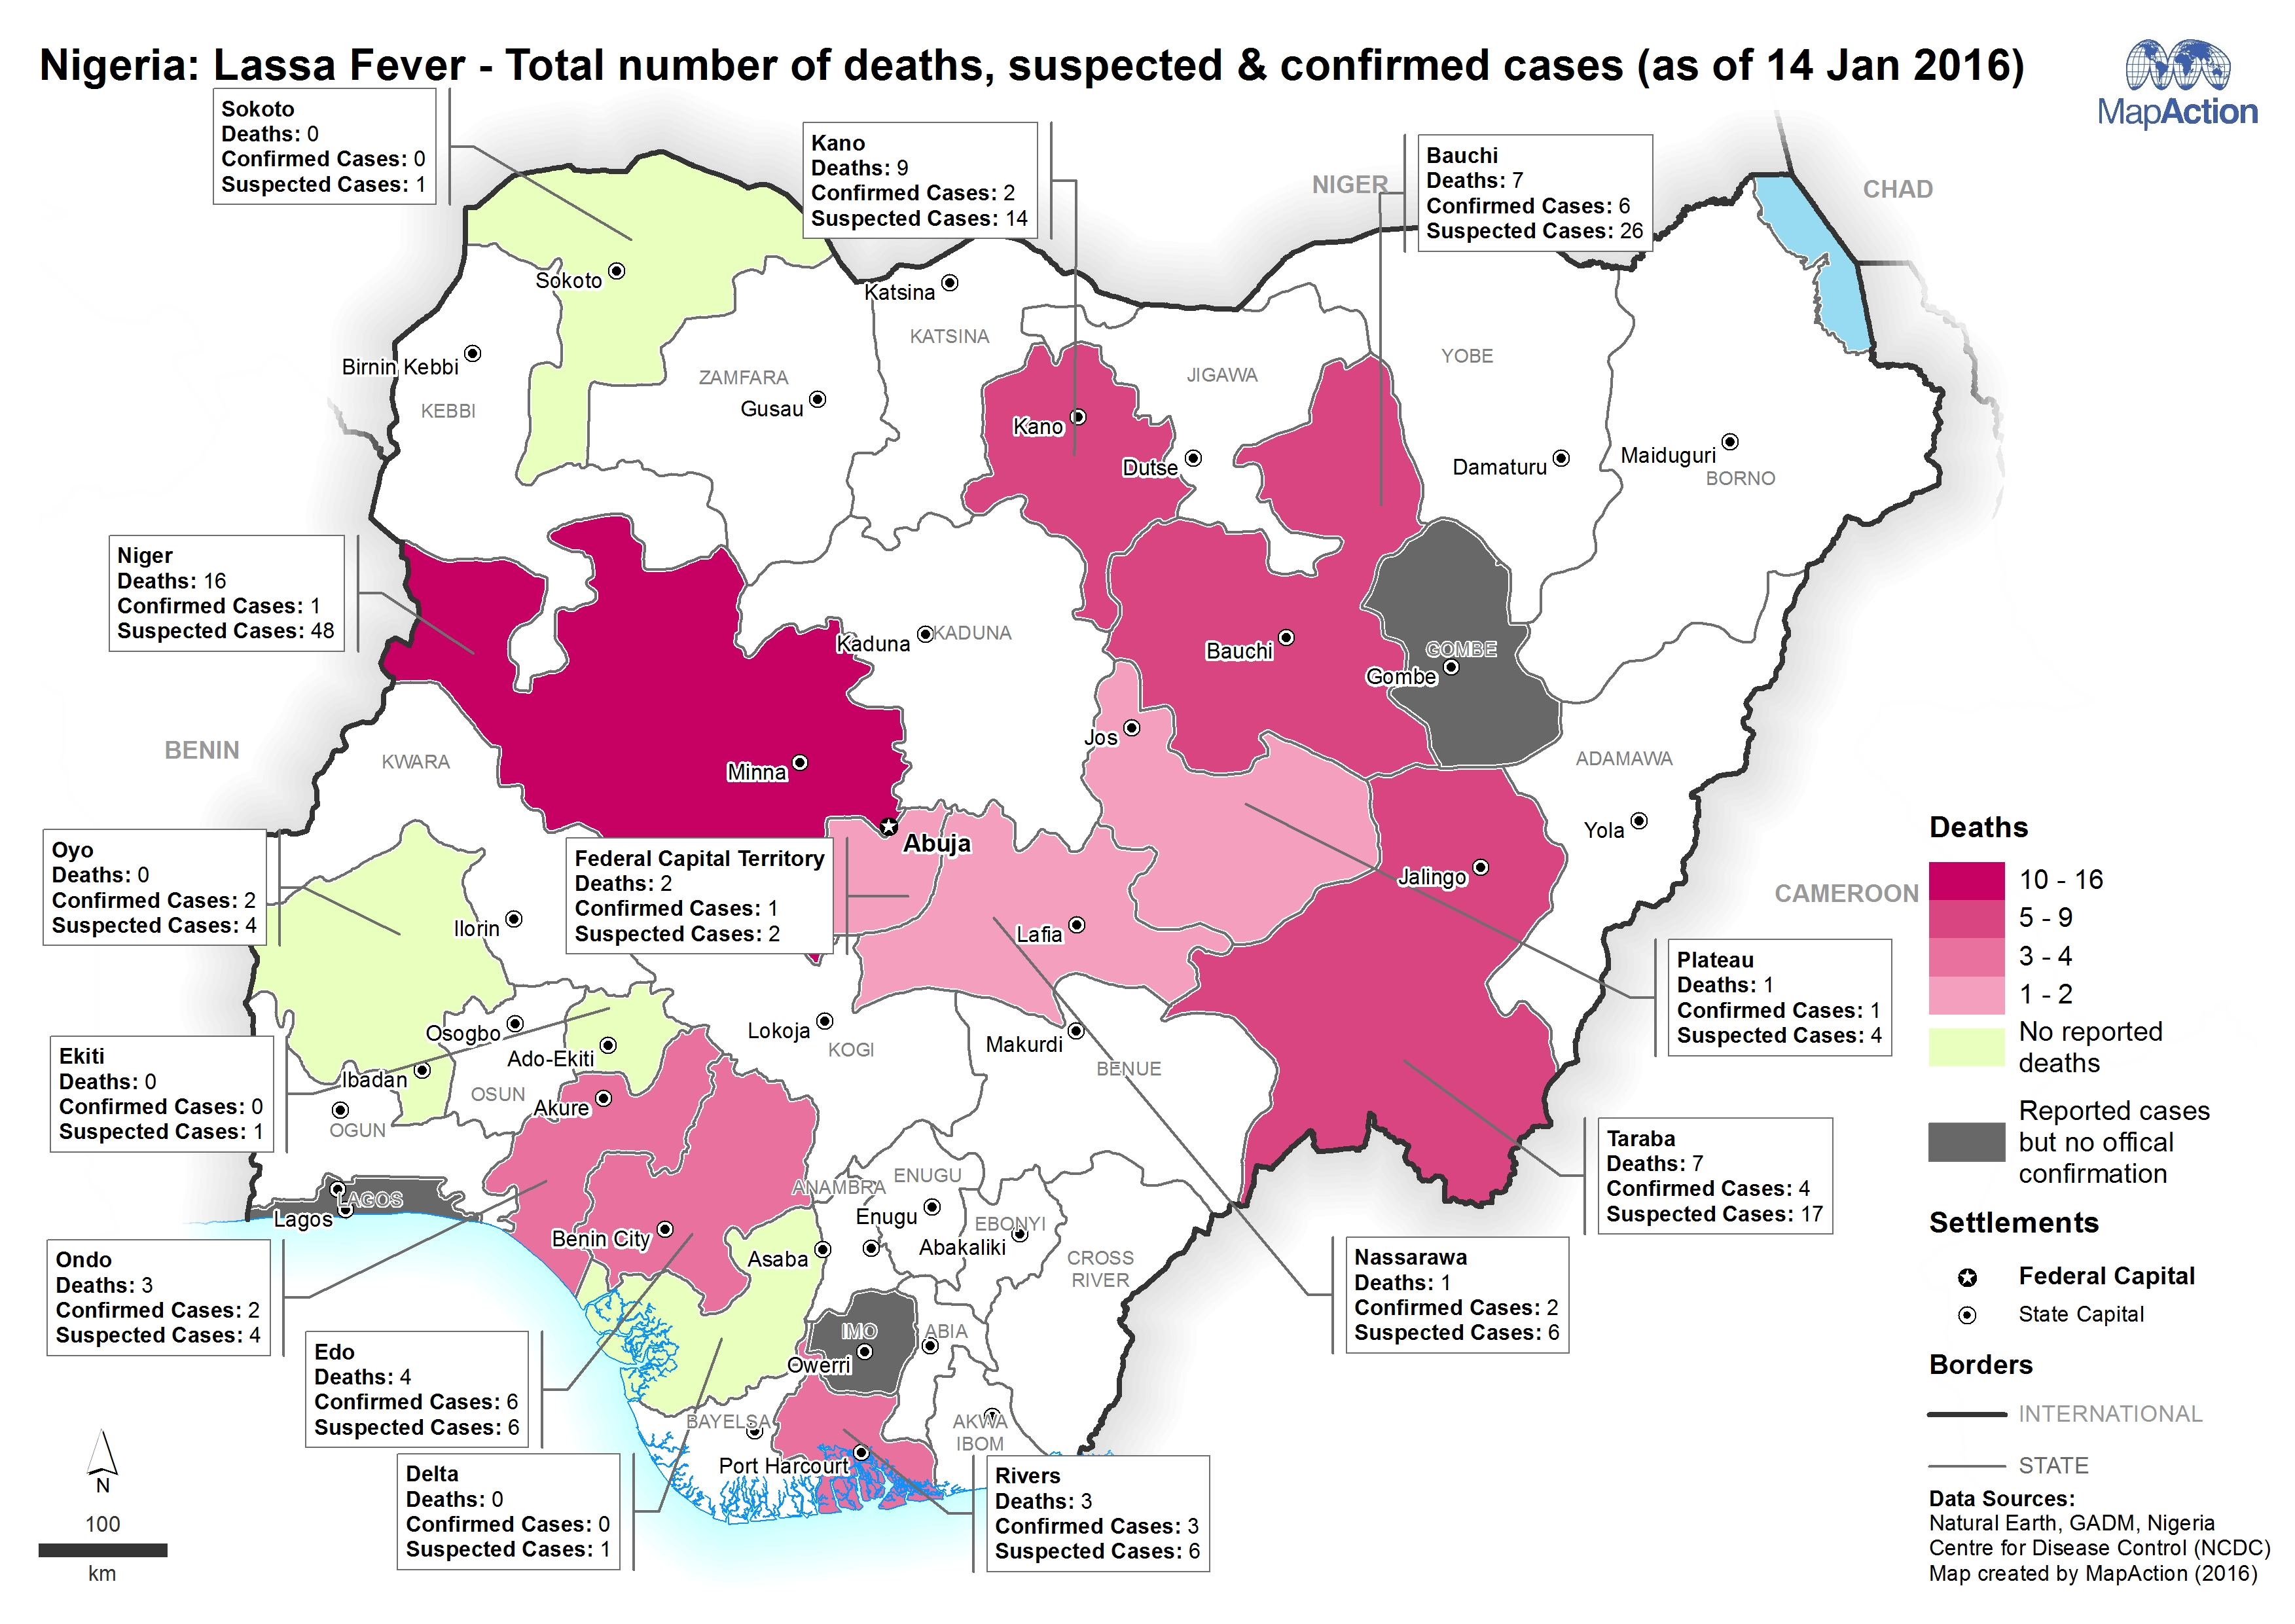 Nigeria: Lassa Fever - Total number of deaths, suspected & confirmed cases (as of 14 Jan 2016)
MapAction
Sokoto
Deaths: 0
Confirmed Cases: 0
Suspected Cases: 1
Kano
Deaths: 9
Confirmed Cases: 2
Suspected Cases: 14
Bauchi
Deaths: 7
Confirmed Cases: 6
Suspected Cases: 26
NIGER
CHAD
Sokoto
Katsina
KATSINA
Birnin Kebbi
KEBBI
ZAMFARA
Gusau
JIGAWA
YOBE
Kano
Dutse
Damaturu
Maiduguri
BORNO
Niger
Deaths: 16
Confirmed Cases: 1
Suspected Cases: 48
Kaduna
KADUNA
Bauchi
GOMBE
Gombe
BENIN
KWARA
Minna
Jos
ADAMAWA
Yola
Abuja
Jalingo
CAMEROON
Oyo
Deaths: 0
Confirmed Cases: 2
Suspected Cases: 4
Federal Capital Territory
Deaths: 2
Confirmed Cases: 1
Suspected Cases: 2
Ilorin
Lafia
Plateau
Deaths: 1
Confirmed Cases: 1
Suspected Cases: 4
Osogbo
Ado-Ekiti
Lokoja
KOGI
Makurdi
BENUE
Ekiti
Deaths: 0
Confirmed Cases: 0
Suspected Cases: 1
Ibadan
OSUN
Akure
OGUN
Taraba
Deaths: 7
Confirmed Cases: 4
Suspected Cases: 17
LAGOS
Lagos
Benin City
Asaba
ANAMBRA
ENUGU
Enugu
EBONYI
Abakaliki
CROSS
RIVER
Ondo
Deaths: 3
Confirmed Cases: 2
Suspected Cases: 4
Nassarawa
Deaths: 1
Confirmed Cases: 2
Suspected Cases: 6
Edo
Deaths: 4
Confirmed Cases: 6
Suspected Cases: 6
IMO
Owerri
ABIA
BAYELSA
AKWA
IBOM
Port Harcourt
Delta
Deaths: 0
Confirmed Cases: 0
Suspected Cases: 1
Rivers
Deaths: 3
Confirmed Cases: 3
Suspected Cases: 6
N
100
km
Deaths
10 - 16
5 - 9
3 - 4
1 - 2
No reported
deaths
Reported cases
but no offical
confirmation
Settlements
Federal Capital
State Capital
Borders
INTERNATIONAL
STATE
Data Sources:
Natural Earth, GADM, Nigeria
Centre for Disease Control (NCDC)
Map created by MapAction (2016)